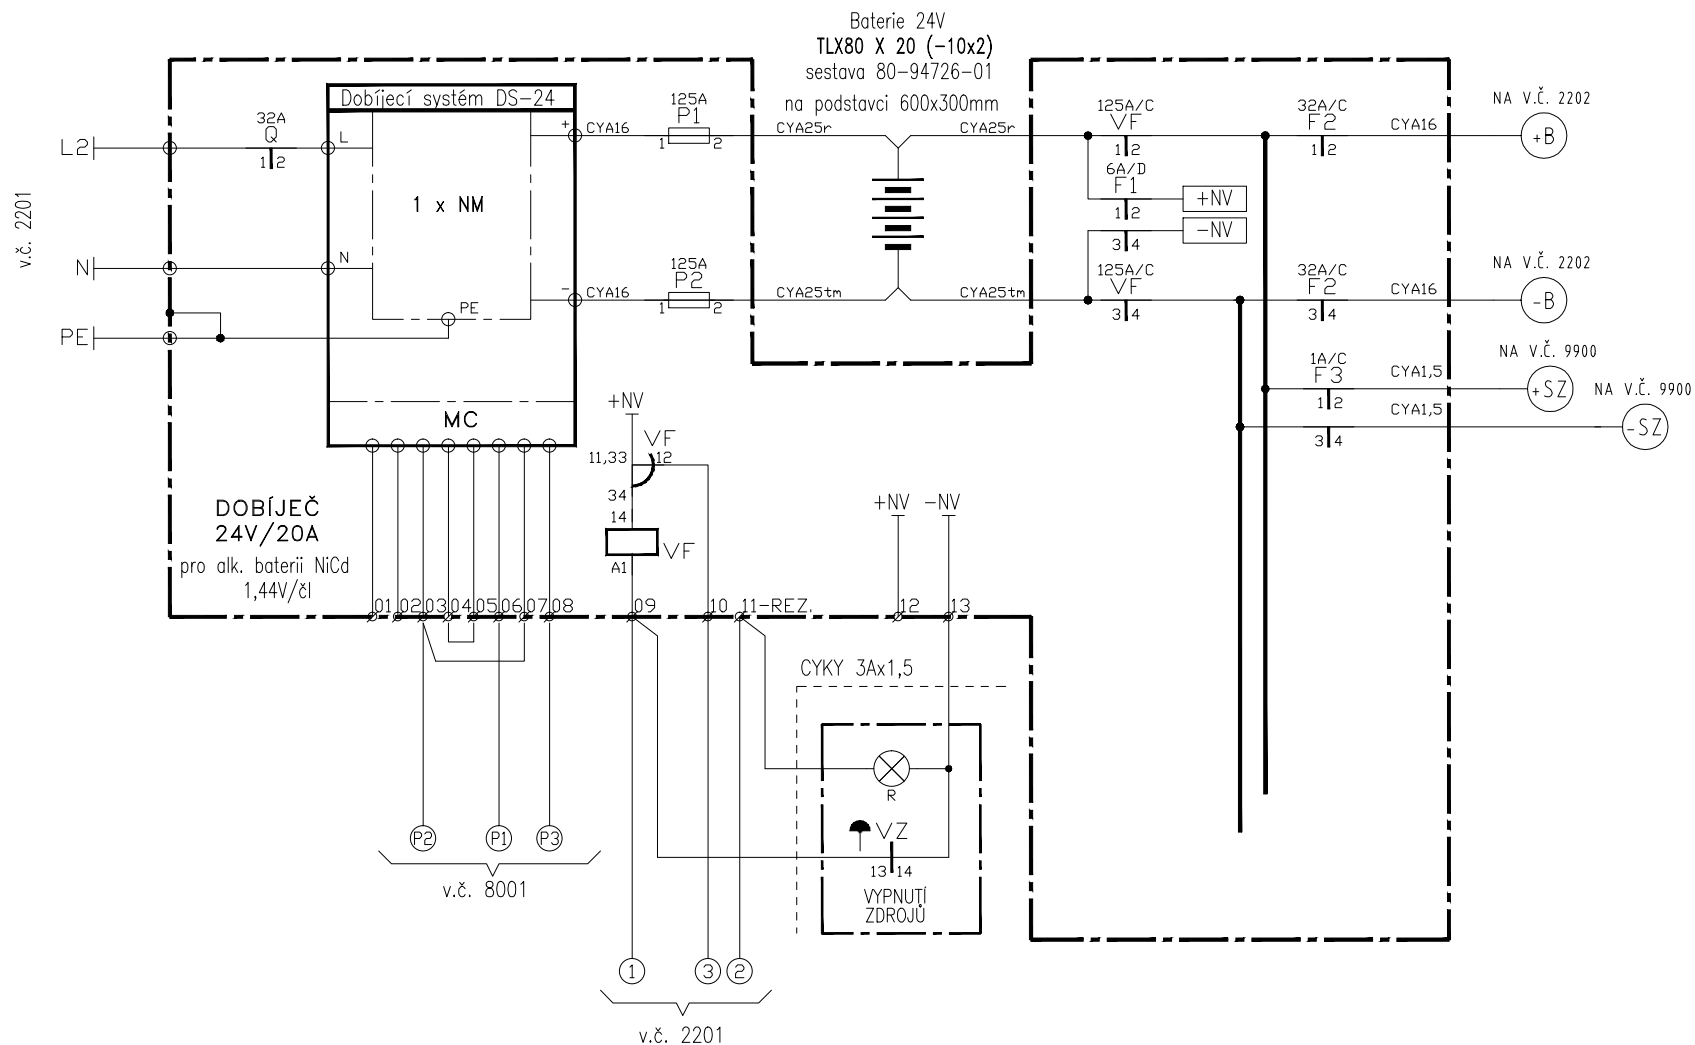 Baterie 24V
TLX80 X 20 (-10x2)
sestava 80-94726-01
na podstavci 600x300mm
Dobíjecí systém DS-24
32A
Q
1 2
L2
L
1 x NM
N
N
PE
PE
MC
v.č. 2201
+
CYA16
125A
P1
1 2
CYA25r
CYA25r
-
CYA16
125A
P2
1 2
CYA25tm
CYA25tm
125A/C
VF
1 2
6A/D
F1
1 2
+NV
-NV
3 4
125A/C
VF
3 4
32A/C
F2
1 2
CYA16
NA V.Č. 2202
+B
32A/C
F2
3 4
CYA16
NA V.Č. 2202
-B
1A/C
F3
1 2
CYA1,5
NA V.Č. 9900
+SZ
3 4
CYA1,5
NA V.Č. 9900
-SZ
+NV
VF
11,33
12
34
14
VF
A1
DOBÍJEČ
24V/20A
pro alk. baterii NiCd
1,44V/čl
+NV -NV
01 02 03 04 05 06 07 08 09 10 11-REZ. 12 13
CYKY 3Ax1,5
R
VZ
13 14
VYPNUTÍ
ZDROJŮ
P2 P1 P3
v.č. 8001
1 3 2
v.č. 2201